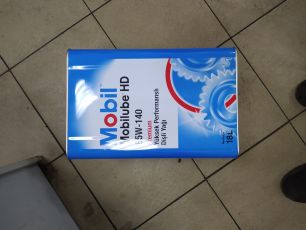 Mobil
Mobilube HD
85W-140
Premium
Yüksek Performanslı
Dişli Yağı
18L